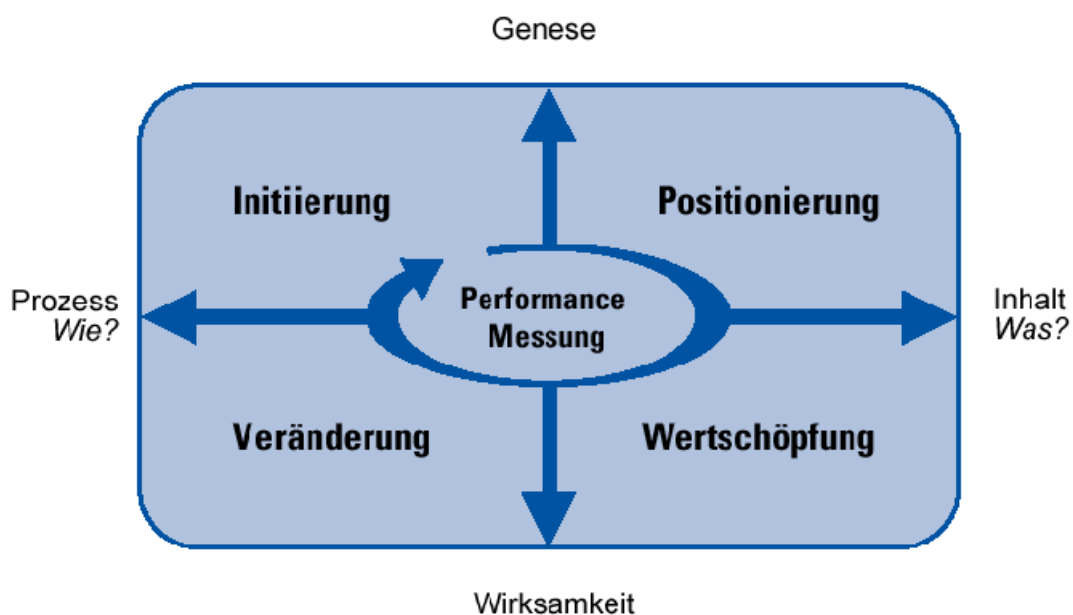 Genese
Initiierung
Positionierung
Prozess
Wie?
Performance
Messung
Inhalt
Was?
Veränderung
Wertschöpfung
Wirksamkeit